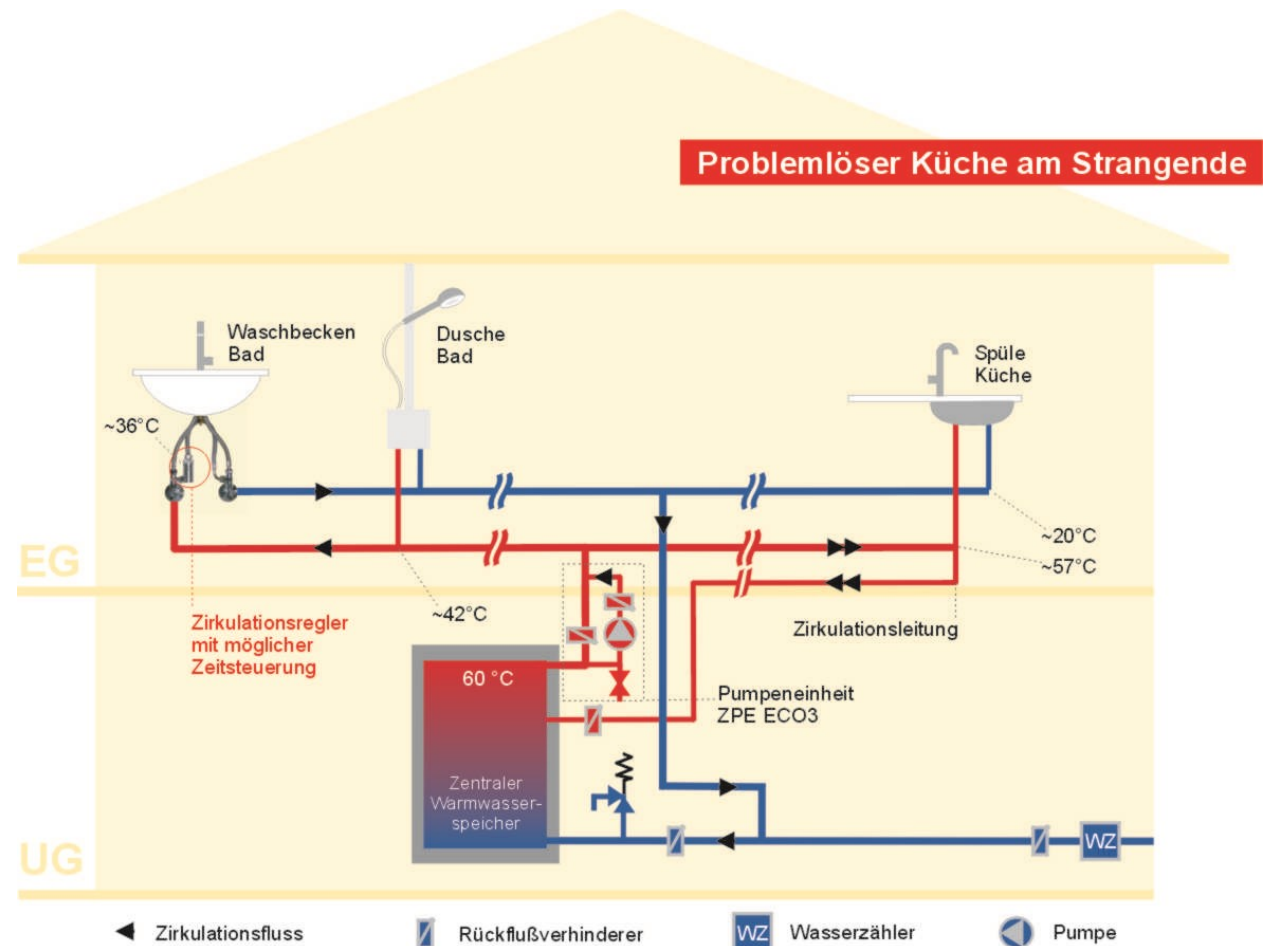 Problemlöser Küche am Strangende
Waschbecken
Bad
Dusche
Bad
Spüle
Küche
~36°C
~20°C
~57°C
EG
~42°C
Zirkulationsleitung
Zirkulationsregler
mit möglicher
Zeitsteuerung
60 °C
Pumpeneinheit
ZPE ECO3
Zentraler
Warmwasser-
speicher
UG
WZ
Zirkulationsfluss
Rückflußverhinderer
WZ
Wasserzähler
Pumpe